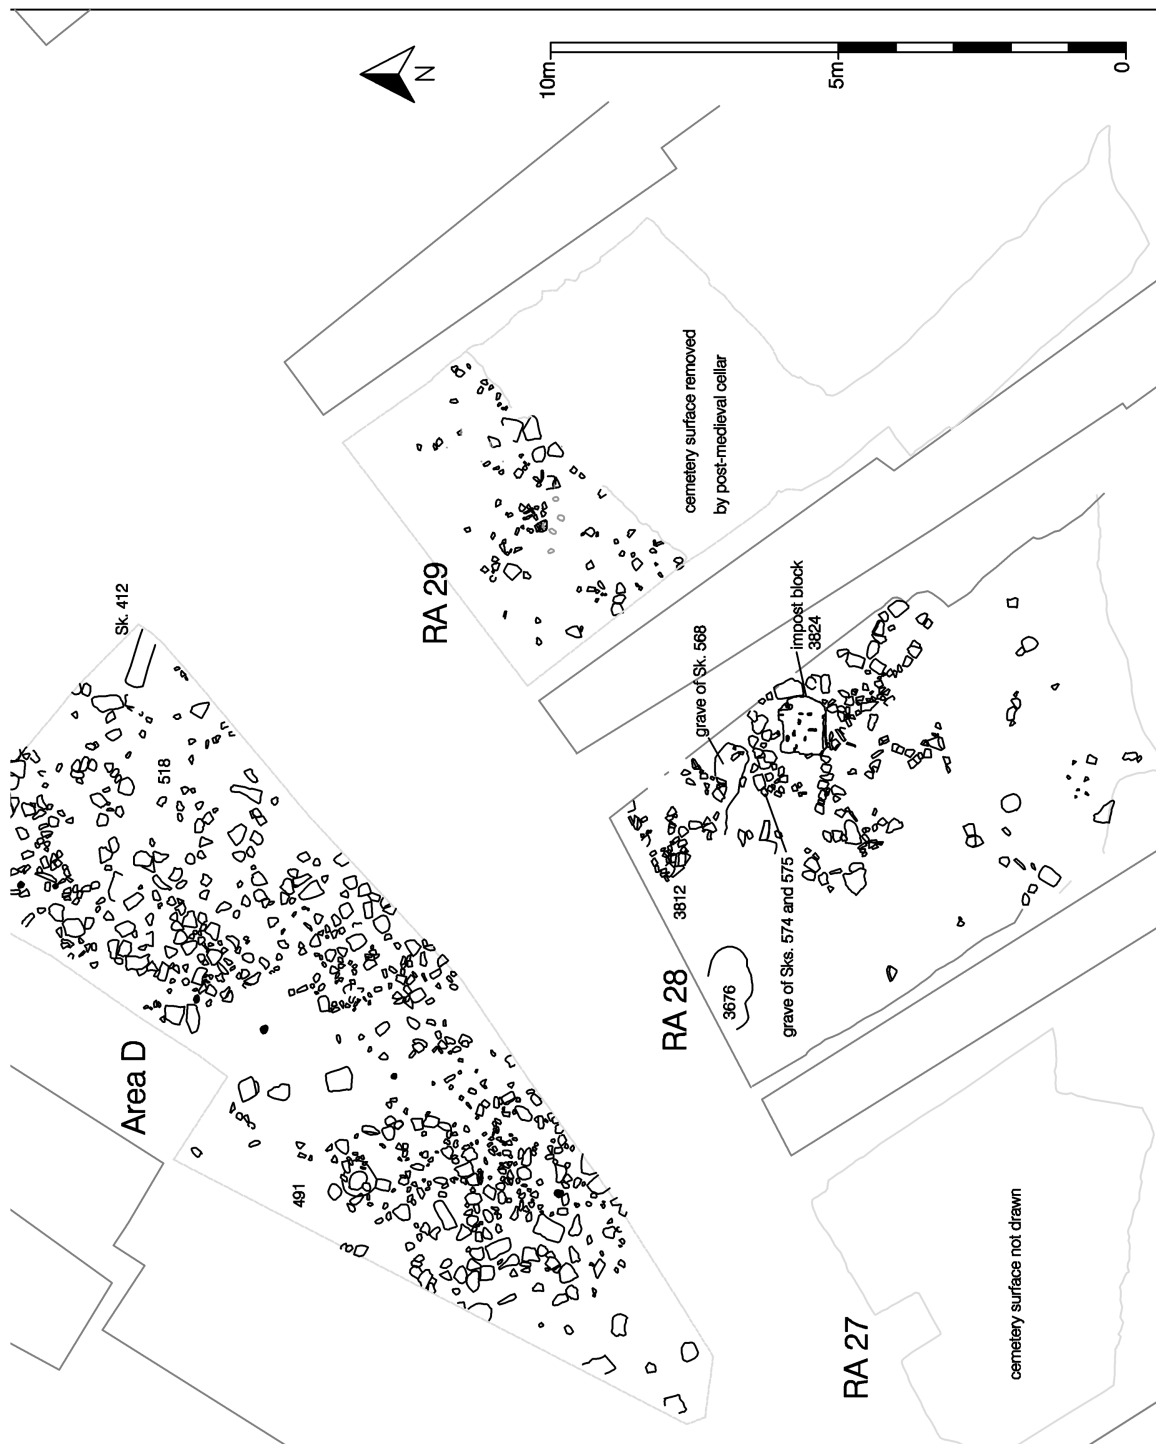 N
10m
5m
0
Sk. 412
518
Area D
491
RA 29
cemetery surface removed
by post-medieval cellar
grave of Sk. 568
impost block
3824
3812
RA 28
3676
grave of Sks. 574 and 575
RA 27
cemetery surface not drawn